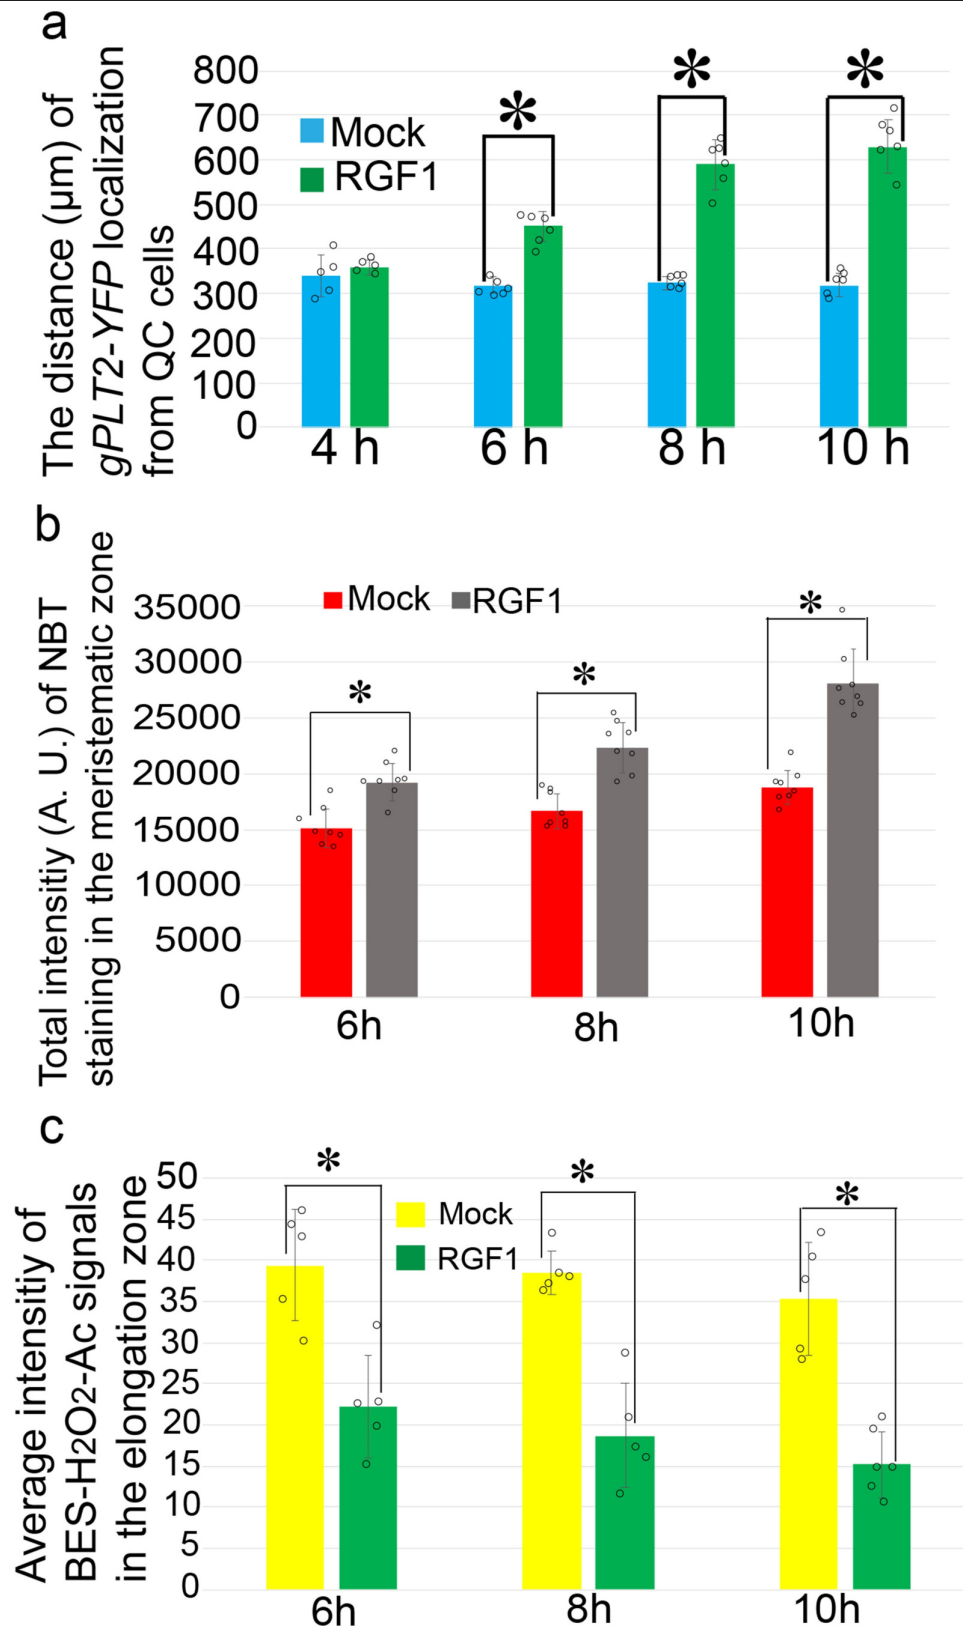 a
The distance (µm) of
gPLT2-YFP localization
from QC cells
800
700
600
500
400
300
200
100
0
Mock
RGF1
*
*
*
4 h
6 h
8 h
10 h
b
Total intensitiy (A. U.) of NBT
staining in the meristematic zone
35000
30000
25000
20000
15000
10000
5000
0
Mock
RGF1
*
*
*
6h
8h
10h
c
Average intensitiy of
BES-H2O2-Ac signals
in the elongation zone
50
45
40
35
30
25
20
15
10
5
0
Mock
RGF1
*
*
*
6h
8h
10h